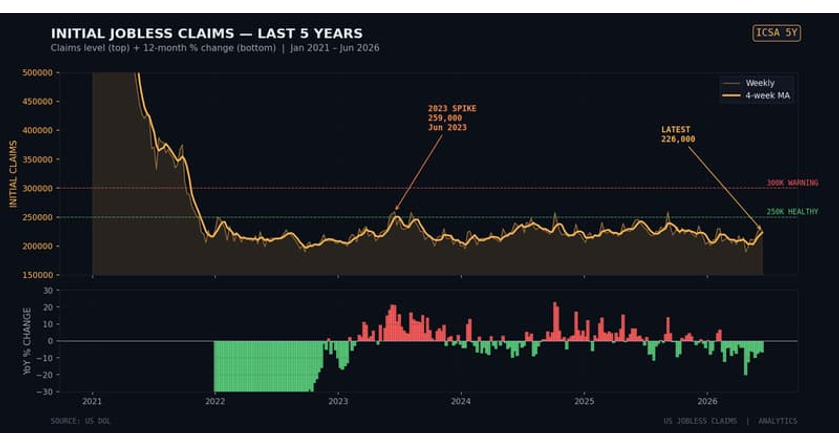 INITIAL JOBLESS CLAIMS — LAST 5 YEARS
ICSA 5Y
Claims level (top) + 12-month % change (bottom) | Jan 2021 – Jun 2026
INITIAL CLAIMS
500000
450000
400000
350000
300000
250000
200000
150000
Weekly
4-week MA
2023 SPIKE
259,000
Jun 2023
LATEST
226,000
300K WARNING
250K HEALTHY
YoY % CHANGE
30
20
10
0
−10
−20
−30
2021
2022
2023
2024
2025
2026
SOURCE: US DOL
US JOBLESS CLAIMS | ANALYTICS